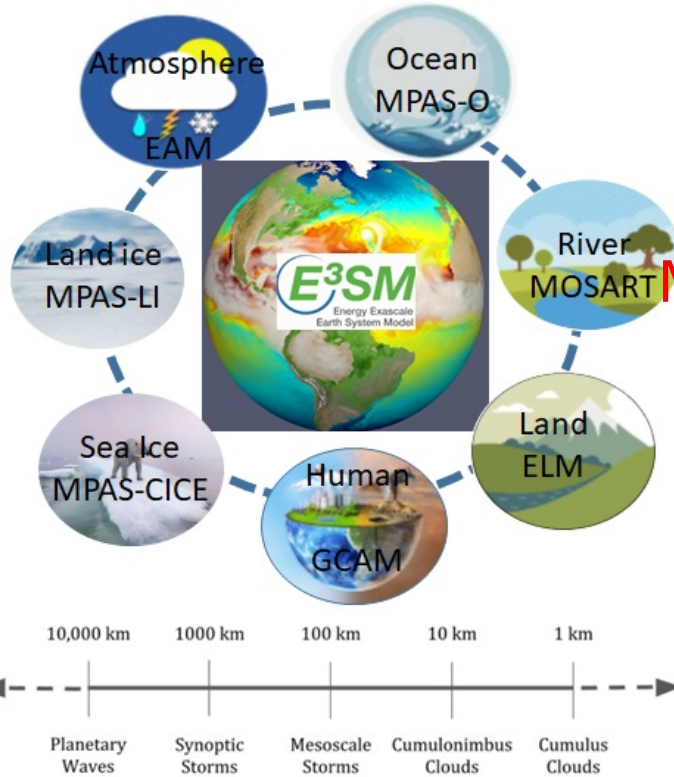 Atmosphere
EAM
Ocean
MPAS-O
Land ice
MPAS-LI
E³SM
Energy Exascale
Earth System Model
River
MOSART
Sea Ice
MPAS-CICE
Human
GCAM
Land
ELM
10,000 km 1000 km 100 km 10 km 1 km
Planetary Synoptic Mesoscale Cumulonimbus Cumulus
Waves Storms Storms Clouds Clouds